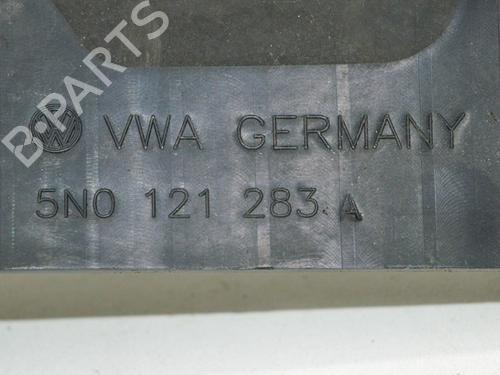 B PARTS
VWA GERMANY
5N0 121 283 A